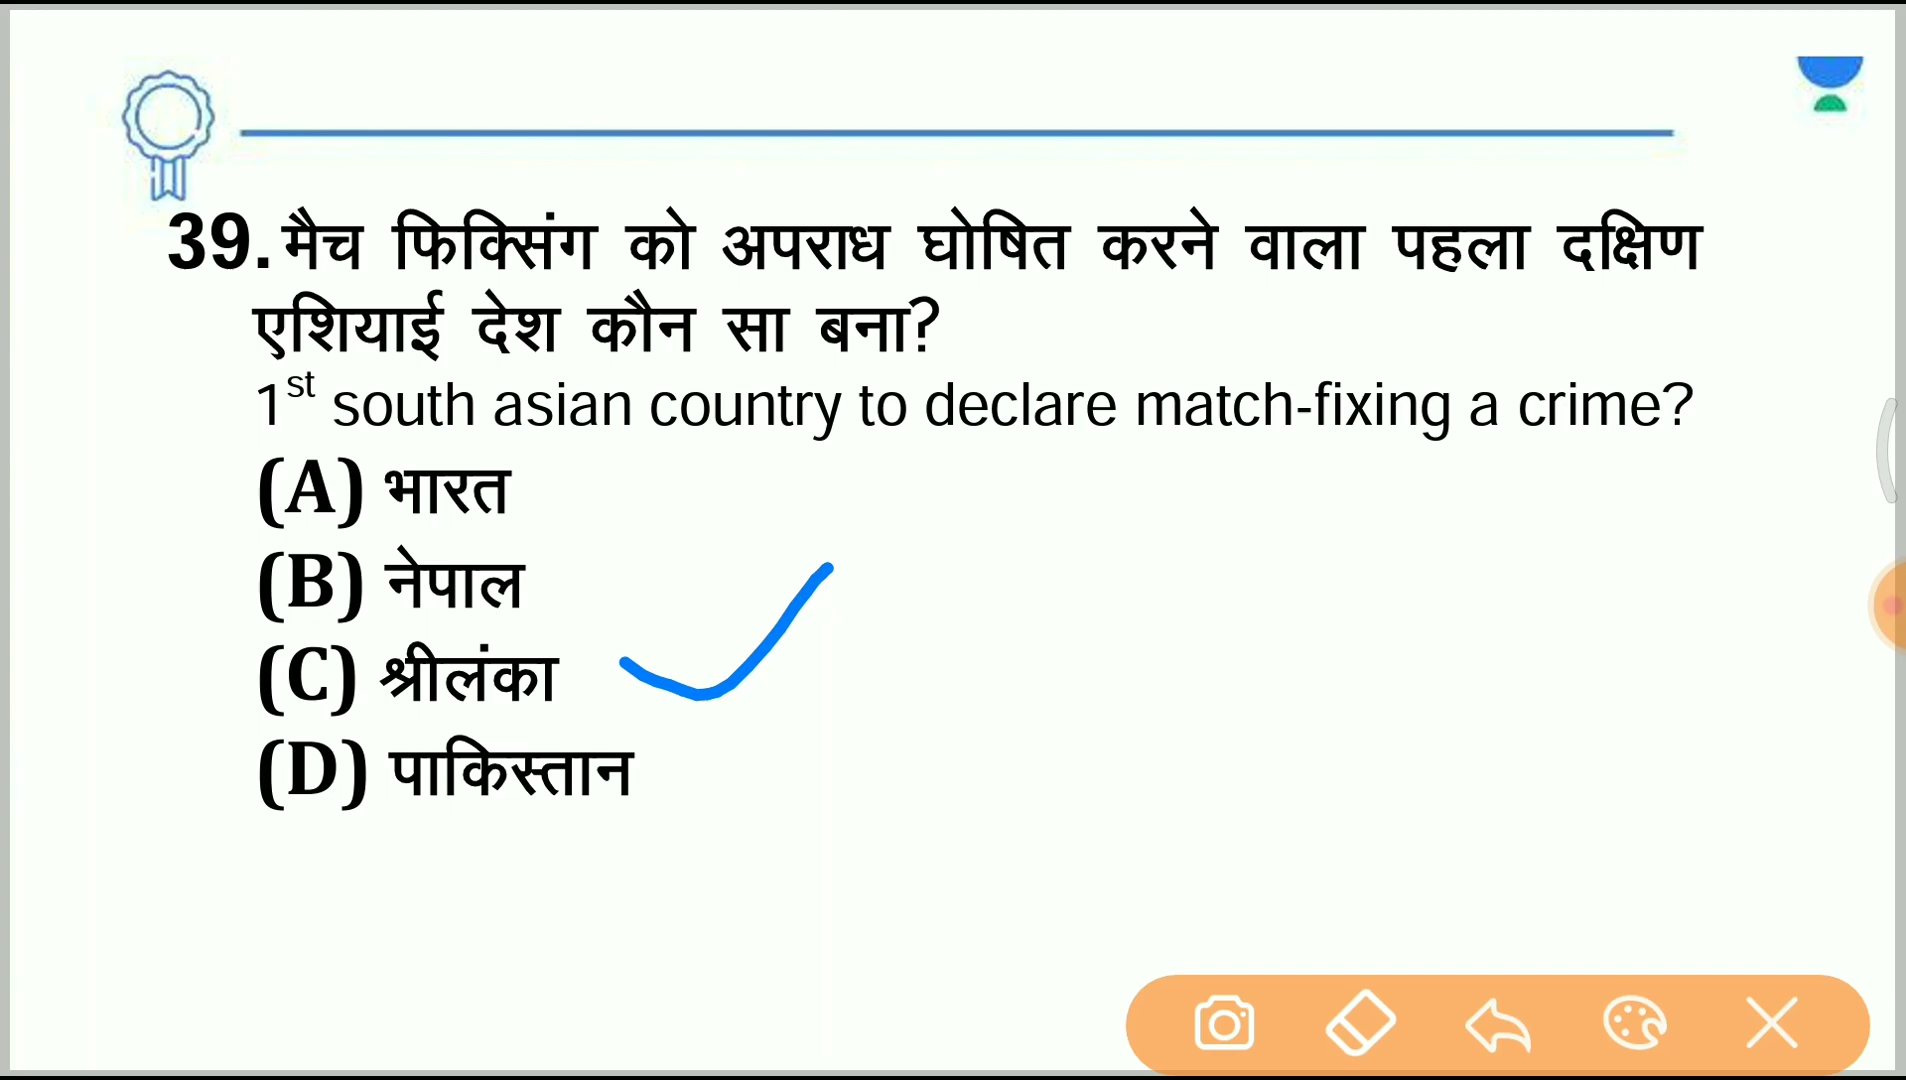 39. मैच फिक्सिंग को अपराध घोषित करने वाला पहला दक्षिण
एशियाई देश कौन सा बना?
1st south asian country to declare match-fixing a crime?
(A) भारत
(B) नेपाल
(C) श्रीलंका
(D) पाकिस्तान